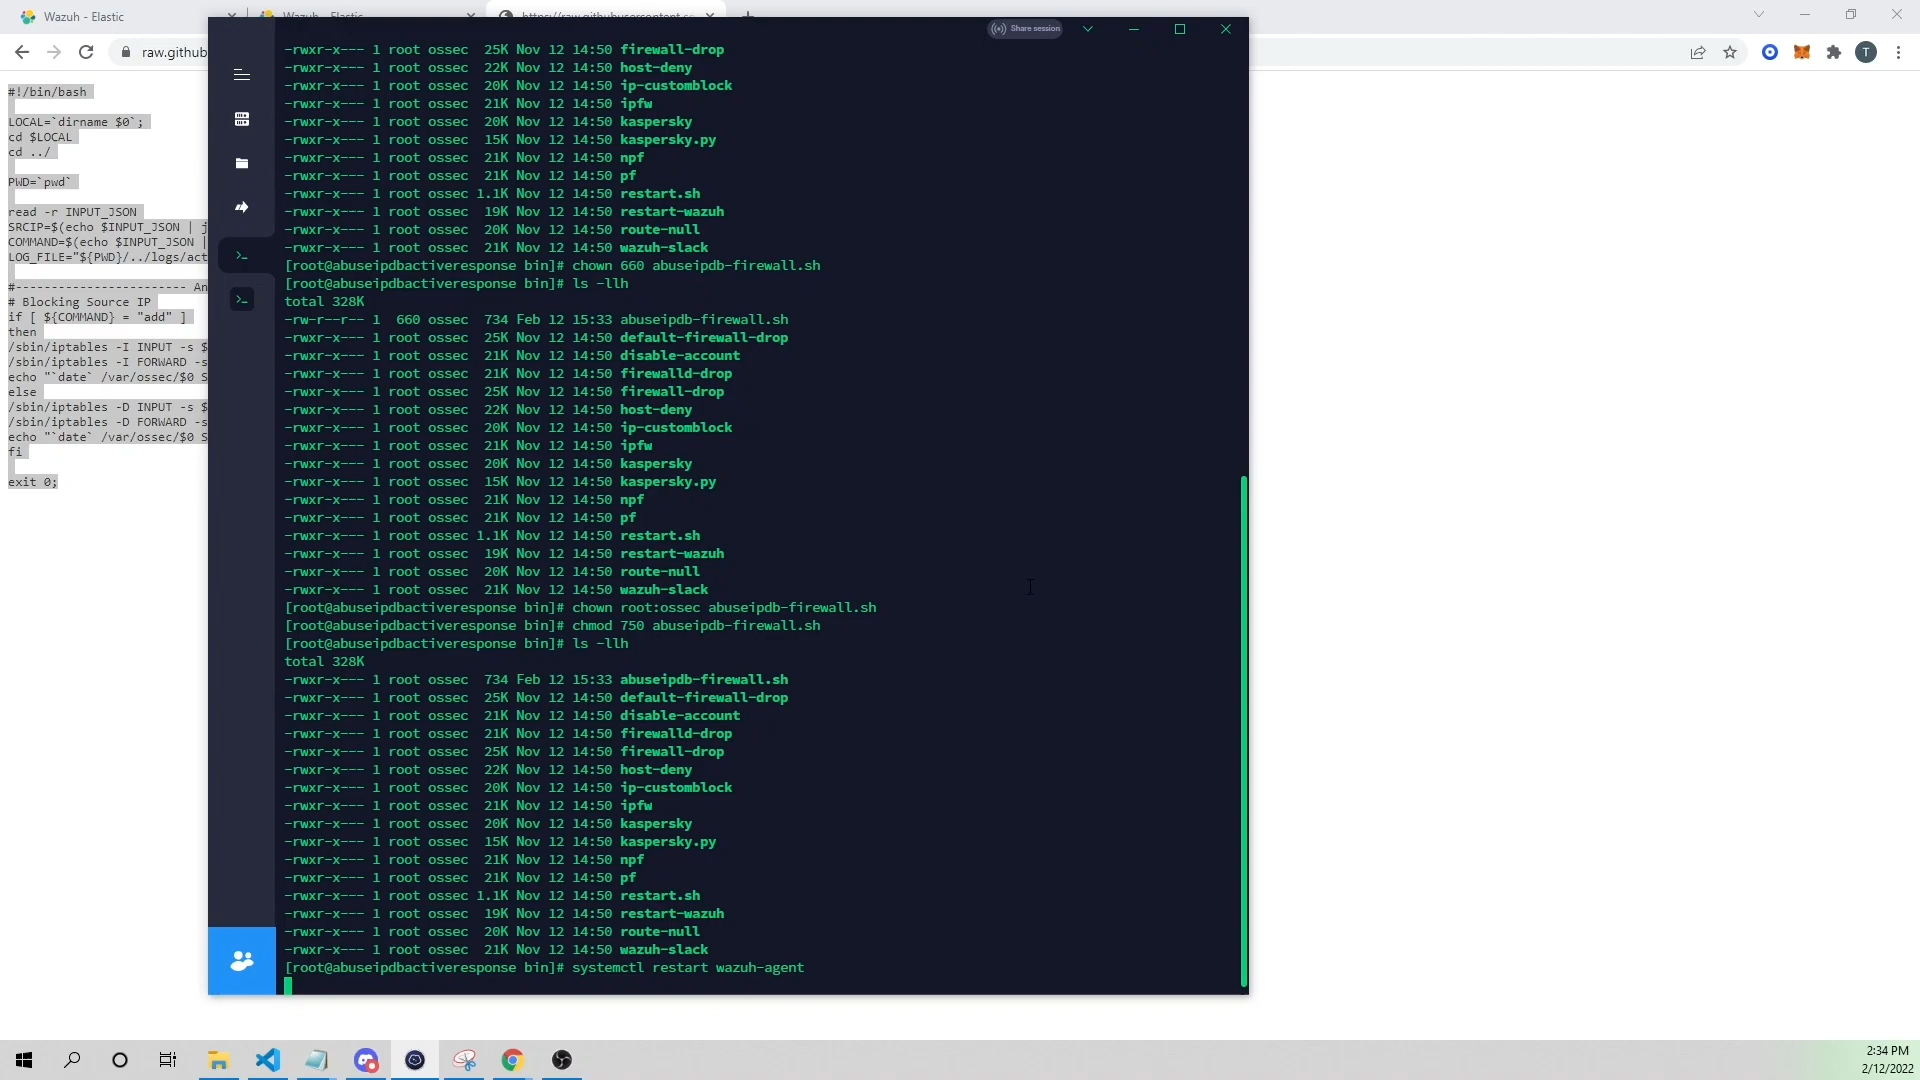 Wazuh - Elastic
Wazuh - Elastic
https://raw.githubusercontent.co
raw.github
T
#!/bin/bash
LOCAL=`dirname $0`;
cd $LOCAL
cd ../
PWD=`pwd`
read -r INPUT_JSON
SRCIP=$(echo $INPUT_JSON | j
COMMAND=$(echo $INPUT_JSON |
LOG_FILE="${PWD}/../logs/act
#----------------------- An
# Blocking Source IP
if [ ${COMMAND} = "add" ]
then
/sbin/iptables -I INPUT -s $
/sbin/iptables -I FORWARD -s
echo "`date` /var/ossec/$0 S
else
/sbin/iptables -D INPUT -s $
/sbin/iptables -D FORWARD -s
echo "`date` /var/ossec/$0 S
fi
exit 0;
Share session
-rwxr-x--- 1 root ossec  25K Nov 12 14:50 firewall-drop
-rwxr-x--- 1 root ossec  22K Nov 12 14:50 host-deny
-rwxr-x--- 1 root ossec  20K Nov 12 14:50 ip-customblock
-rwxr-x--- 1 root ossec  21K Nov 12 14:50 ipfw
-rwxr-x--- 1 root ossec  20K Nov 12 14:50 kaspersky
-rwxr-x--- 1 root ossec  15K Nov 12 14:50 kaspersky.py
-rwxr-x--- 1 root ossec  21K Nov 12 14:50 npf
-rwxr-x--- 1 root ossec  21K Nov 12 14:50 pf
-rwxr-x--- 1 root ossec 1.1K Nov 12 14:50 restart.sh
-rwxr-x--- 1 root ossec  19K Nov 12 14:50 restart-wazuh
-rwxr-x--- 1 root ossec  20K Nov 12 14:50 route-null
-rwxr-x--- 1 root ossec  21K Nov 12 14:50 wazuh-slack
[root@abuseipdbactiveresponse bin]# chown 660 abuseipdb-firewall.sh
[root@abuseipdbactiveresponse bin]# ls -llh
total 328K
-rw-r--r-- 1  660 ossec  734 Feb 12 15:33 abuseipdb-firewall.sh
-rwxr-x--- 1 root ossec  25K Nov 12 14:50 default-firewall-drop
-rwxr-x--- 1 root ossec  21K Nov 12 14:50 disable-account
-rwxr-x--- 1 root ossec  21K Nov 12 14:50 firewalld-drop
-rwxr-x--- 1 root ossec  25K Nov 12 14:50 firewall-drop
-rwxr-x--- 1 root ossec  22K Nov 12 14:50 host-deny
-rwxr-x--- 1 root ossec  20K Nov 12 14:50 ip-customblock
-rwxr-x--- 1 root ossec  21K Nov 12 14:50 ipfw
-rwxr-x--- 1 root ossec  20K Nov 12 14:50 kaspersky
-rwxr-x--- 1 root ossec  15K Nov 12 14:50 kaspersky.py
-rwxr-x--- 1 root ossec  21K Nov 12 14:50 npf
-rwxr-x--- 1 root ossec  21K Nov 12 14:50 pf
-rwxr-x--- 1 root ossec 1.1K Nov 12 14:50 restart.sh
-rwxr-x--- 1 root ossec  19K Nov 12 14:50 restart-wazuh
-rwxr-x--- 1 root ossec  20K Nov 12 14:50 route-null
-rwxr-x--- 1 root ossec  21K Nov 12 14:50 wazuh-slack
[root@abuseipdbactiveresponse bin]# chown root:ossec abuseipdb-firewall.sh
[root@abuseipdbactiveresponse bin]# chmod 750 abuseipdb-firewall.sh
[root@abuseipdbactiveresponse bin]# ls -llh
total 328K
-rwxr-x--- 1 root ossec  734 Feb 12 15:33 abuseipdb-firewall.sh
-rwxr-x--- 1 root ossec  25K Nov 12 14:50 default-firewall-drop
-rwxr-x--- 1 root ossec  21K Nov 12 14:50 disable-account
-rwxr-x--- 1 root ossec  21K Nov 12 14:50 firewalld-drop
-rwxr-x--- 1 root ossec  25K Nov 12 14:50 firewall-drop
-rwxr-x--- 1 root ossec  22K Nov 12 14:50 host-deny
-rwxr-x--- 1 root ossec  20K Nov 12 14:50 ip-customblock
-rwxr-x--- 1 root ossec  21K Nov 12 14:50 ipfw
-rwxr-x--- 1 root ossec  20K Nov 12 14:50 kaspersky
-rwxr-x--- 1 root ossec  15K Nov 12 14:50 kaspersky.py
-rwxr-x--- 1 root ossec  21K Nov 12 14:50 npf
-rwxr-x--- 1 root ossec  21K Nov 12 14:50 pf
-rwxr-x--- 1 root ossec 1.1K Nov 12 14:50 restart.sh
-rwxr-x--- 1 root ossec  19K Nov 12 14:50 restart-wazuh
-rwxr-x--- 1 root ossec  20K Nov 12 14:50 route-null
-rwxr-x--- 1 root ossec  21K Nov 12 14:50 wazuh-slack
[root@abuseipdbactiveresponse bin]# systemctl restart wazuh-agent
2:34 PM
2/12/2022